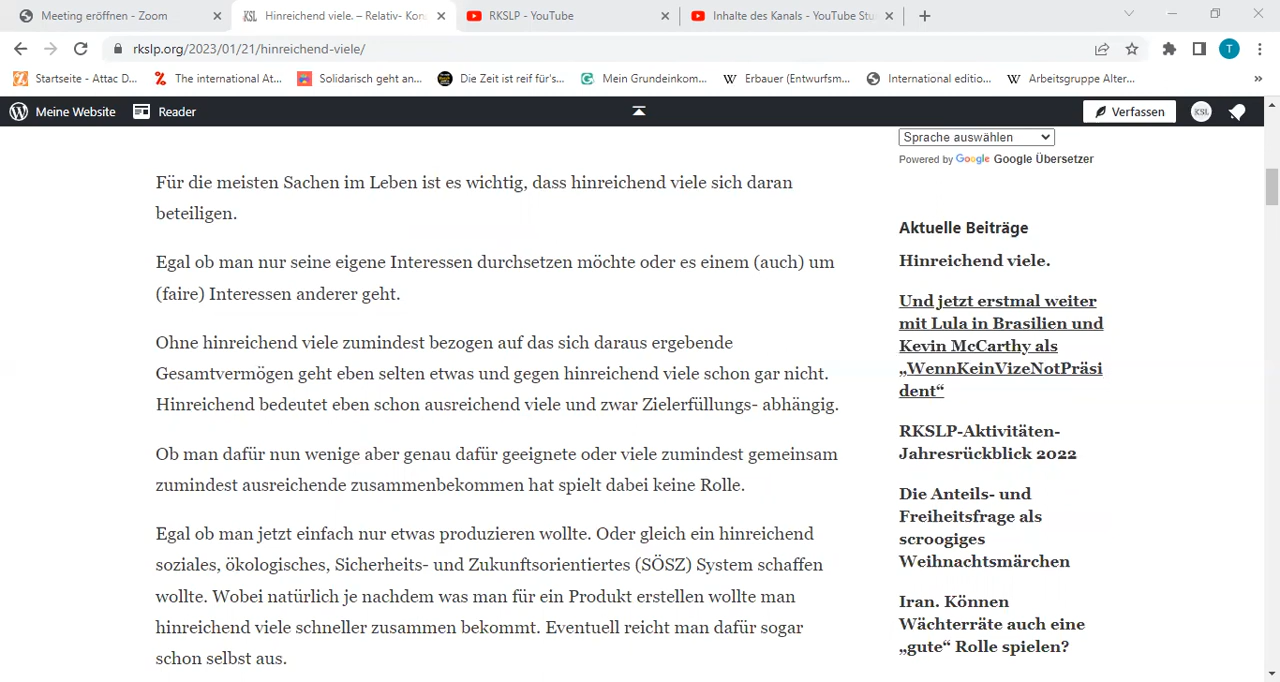 Meeting eröffnen - Zoom
Hinreichend viele. – Relativ- Kon
RKSLP - YouTube
Inhalte des Kanals - YouTube Stu
rkslp.org/2023/01/21/hinreichend-viele/
T
Startseite - Attac D...
The international At...
Solidarisch geht an...
Die Zeit ist reif für's...
Mein Grundeinkom...
Erbauer (Entwurfsm...
International editio...
Arbeitsgruppe Alter...
Meine Website
Reader
Verfassen
KSL
Sprache auswählen
Powered by Google Google Übersetzer
Für die meisten Sachen im Leben ist es wichtig, dass hinreichend viele sich daran
beteiligen.
Egal ob man nur seine eigene Interessen durchsetzen möchte oder es einem (auch) um
(faire) Interessen anderer geht.
Ohne hinreichend viele zumindest bezogen auf das sich daraus ergebende
Gesamtvermögen geht ebenselten etwas und gegen hinreichend viele schon gar nicht.
Hinreichend bedeutet eben schon ausreichend viele und zwar Zielerfüllungs- abhängig.
Ob man dafür nun wenige aber genau dafür geeignete oder viele zumindest gemeinsam
zumindest ausreichende zusammenbekommen hat spielt dabei keine Rolle.
Egal ob man jetzt einfach nur etwas produzieren wollte. Oder gleich ein hinreichend
soziales, ökologisches, Sicherheits- und Zukunftsorientiertes (SÖSZ) System schaffen
wollte. Wobei natürlich je nachdem was man für ein Produkt erstellen wollte man
hinreichend viele schneller zusammen bekommt. Eventuell reicht man dafür sogar
schon selbst aus.
Aktuelle Beiträge
Hinreichend viele.
Und jetzt erstmal weiter
mit Lula in Brasilien und
Kevin McCarthy als
„WennKeinVizeNotPräsi
dent“
RKSLP-Aktivitäten-
Jahresrückblick 2022
Die Anteils- und
Freiheitsfrage als
scroogiges
Weihnachtsmärchen
Iran. Können
Wächterräte auch eine
„gute“ Rolle spielen?